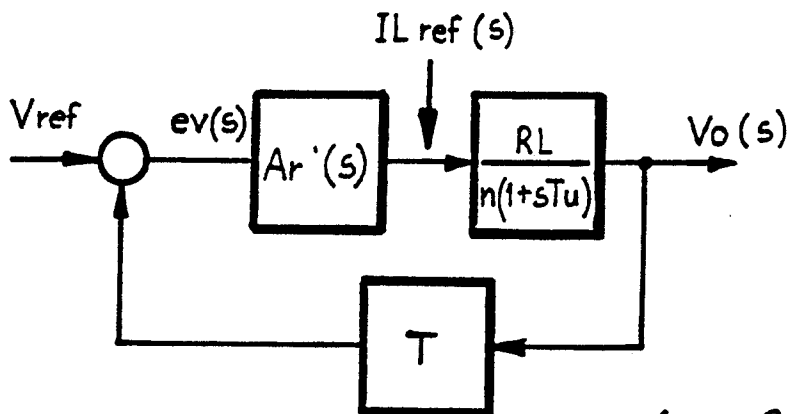 IL ref (s)
Vref
ev(s)
Ar'(s)
RL
n(1+sTu)
Vo (s)
T